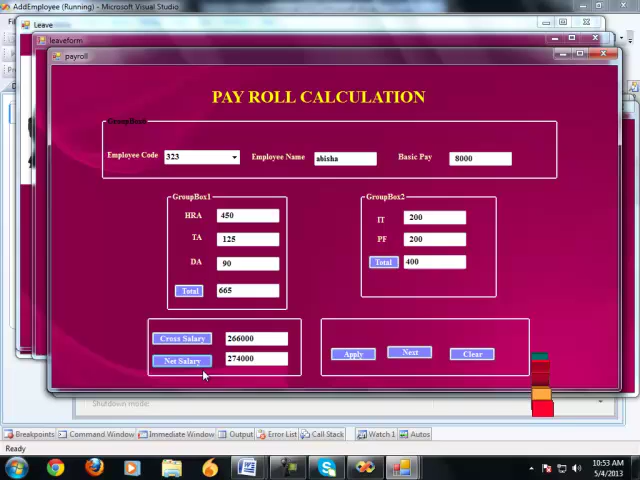 AddEmployee (Running) - Microsoft Visual Studio
Leave
leaveform
payroll
PAY ROLL CALCULATION
Employee Code 323 Employee Name abisha Basic Pay 8000
GroupBox1 GroupBox2
HRA 450 IT 200
TA 125 PF 200
DA 90 Total 400
Total 665
Cross Salary 266000
Net Salary 274000
Apply Next Clear
Shutdown mode:
Breakpoints Command Window Immediate Window Output Error List Call Stack Watch 1 Autos
Ready
10:53 AM
5/4/2013